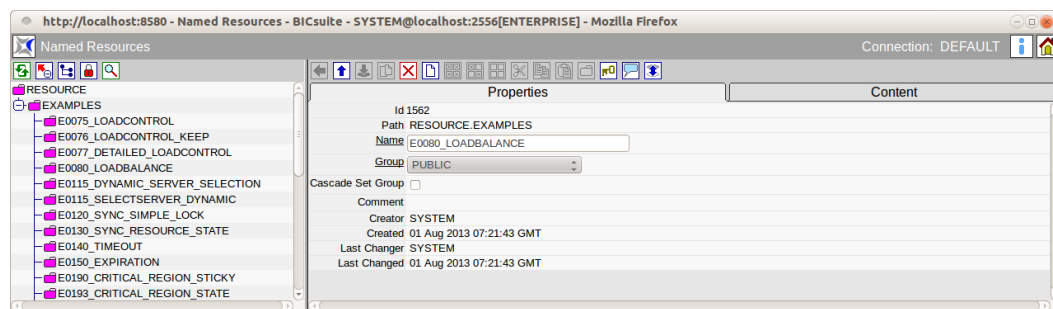 http://localhost:8580 - Named Resources - BICsuite - SYSTEM@localhost:2556[ENTERPRISE] - Mozilla Firefox
Named Resources
Connection: DEFAULT
RESOURCE
EXAMPLES
E0075_LOADCONTROL
E0076_LOADCONTROL_KEEP
E0077_DETAILED_LOADCONTROL
E0080_LOADBALANCE
E0115_DYNAMIC_SERVER_SELECTION
E0115_SELECTSERVER_DYNAMIC
E0120_SYNC_SIMPLE_LOCK
E0130_SYNC_RESOURCE_STATE
E0140_TIMEOUT
E0150_EXPIRATION
E0190_CRITICAL_REGION_STICKY
E0193_CRITICAL_REGION_STATE
Properties
Content
Id 1562
Path RESOURCE.EXAMPLES
Name E0080_LOADBALANCE
Group PUBLIC
Cascade Set Group
Comment
Creator SYSTEM
Created 01 Aug 2013 07:21:43 GMT
Last Changer SYSTEM
Last Changed 01 Aug 2013 07:21:43 GMT